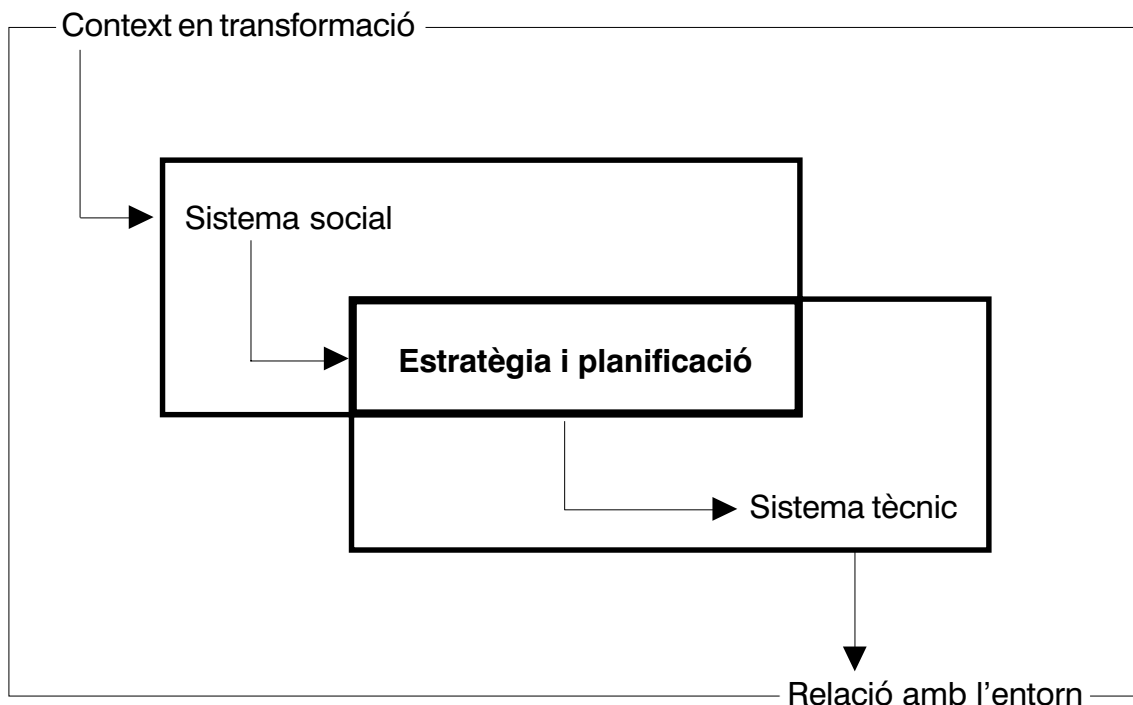 Context en transformació
Sistema social
Estratègia i planificació
Sistema tècnic
Relació amb l'entorn